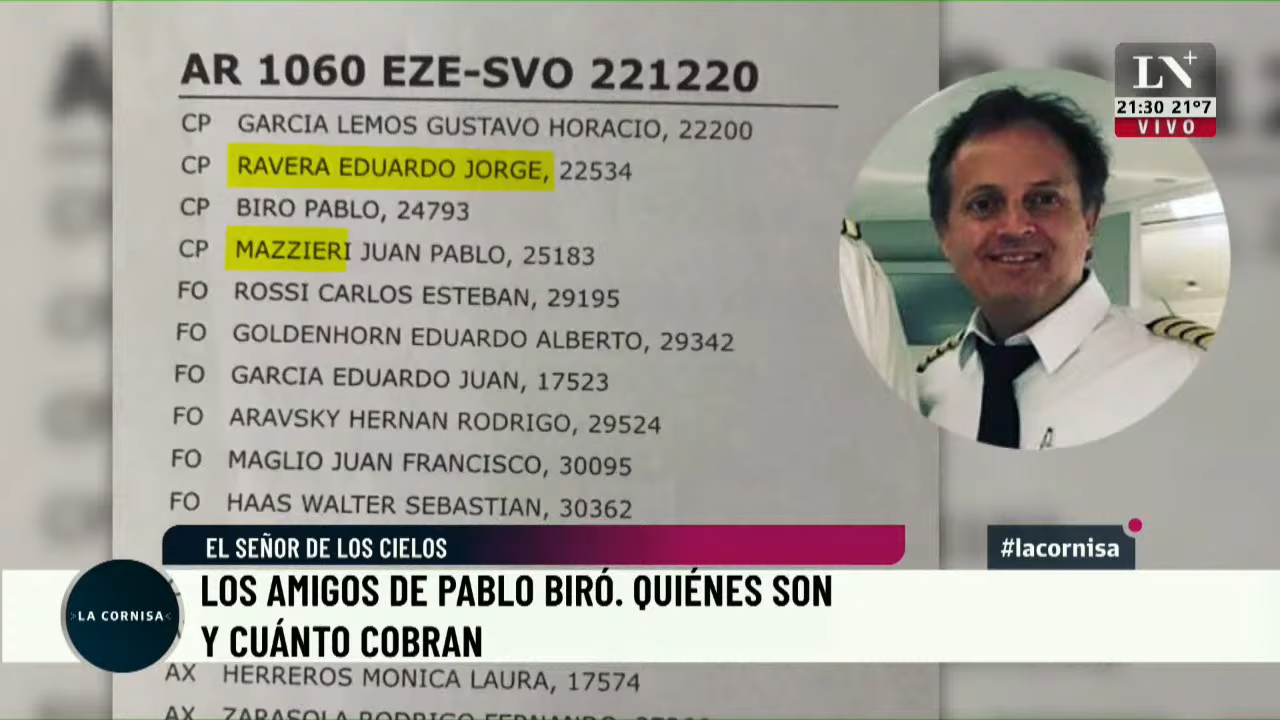 AR 1060 EZE-SVO 221220
CP GARCIA LEMOS GUSTAVO HORACIO, 22200
CP RAVERA EDUARDO JORGE, 22534
CP BIRO PABLO, 24793
CP MAZZIERI JUAN PABLO, 25183
FO ROSSI CARLOS ESTEBAN, 29195
FO GOLDENHORN EDUARDO ALBERTO, 29342
FO GARCIA EDUARDO JUAN, 17523
FO ARAVSKY HERNAN RODRIGO, 29524
FO MAGLIO JUAN FRANCISCO, 30095
FO HAAS WALTER SEBASTIAN, 30362
LN+
21:30 21°7
VIVO
EL SEÑOR DE LOS CIELOS
#lacornisa
>LA CORNISA<
LOS AMIGOS DE PABLO BIRÓ. QUIÉNES SON
Y CUÁNTO COBRAN
AX HERREROS MONICA LAURA, 17574
AX ZARASOLA RODRIGO FERNANDO,